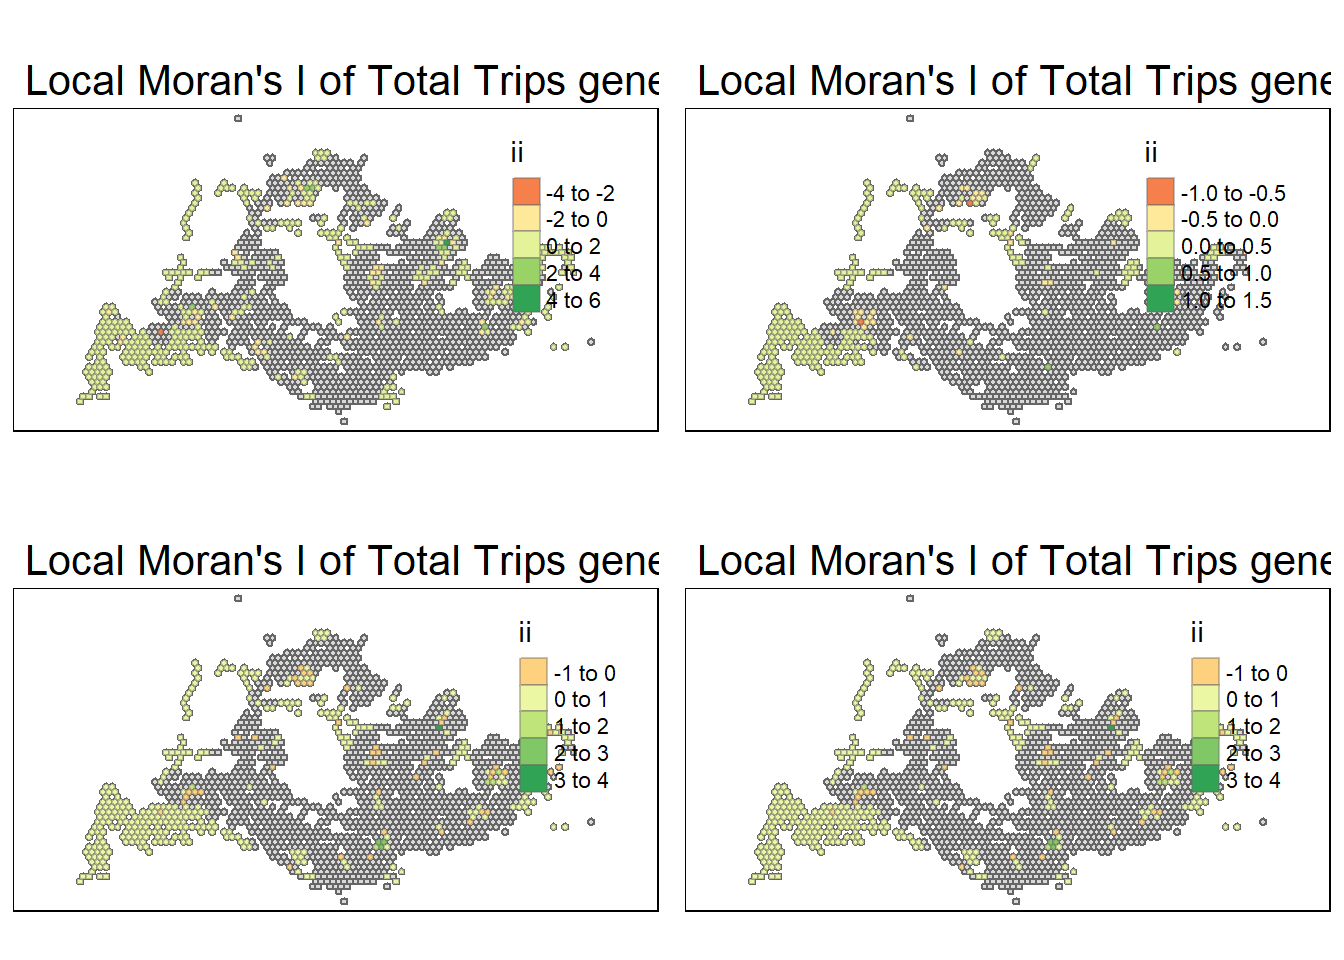 Local Moran's I of Total Trips gene
ii
-4 to -2
-2 to 0
0 to 2
2 to 4
4 to 6
Local Moran's I of Total Trips gene
ii
-1.0 to -0.5
-0.5 to 0.0
0.0 to 0.5
0.5 to 1.0
1.0 to 1.5
Local Moran's I of Total Trips gene
ii
-1 to 0
0 to 1
1 to 2
2 to 3
3 to 4
Local Moran's I of Total Trips gene
ii
-1 to 0
0 to 1
1 to 2
2 to 3
3 to 4